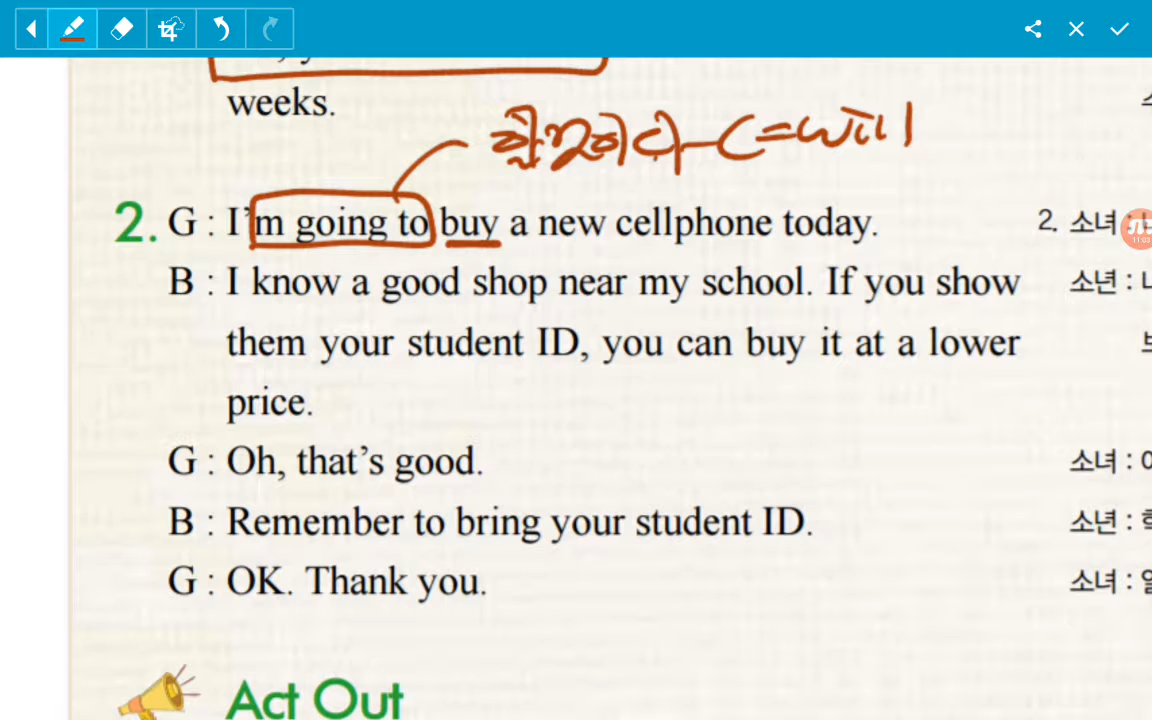 weeks.
할것이다 (=will
2. G : I'm going to buy a new cellphone today.
2. 소녀 :
B : I know a good shop near my school. If you show
소년 : 너
them your student ID, you can buy it at a lower
price.
G : Oh, that's good.
소녀 :
B : Remember to bring your student ID.
소년 :
G : OK. Thank you.
소녀 :
Act Out